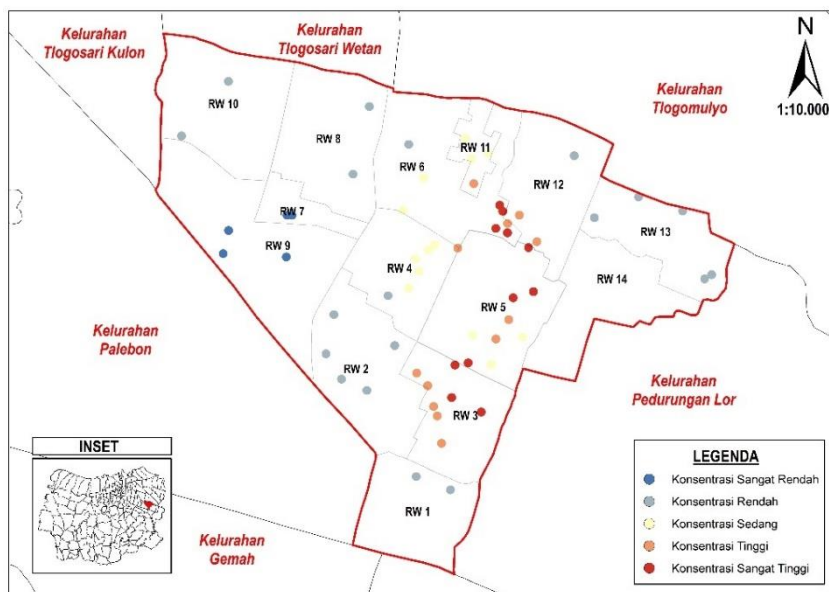 Kelurahan
Tlogosari Kulon
Kelurahan
Tlogosari Wetan
N
1:10.000
Kelurahan
Tlogomulyo
RW 10
RW 8
RW 6
RW 11
RW 12
RW 7
RW 9
RW 13
RW 4
RW 14
RW 5
Kelurahan
Palebon
RW 2
Kelurahan
Pedurungan Lor
RW 3
RW 1
INSET
Kelurahan
Gemah
LEGENDA
Konsentrasi Sangat Rendah
Konsentrasi Rendah
Konsentrasi Sedang
Konsentrasi Tinggi
Konsentrasi Sangat Tinggi